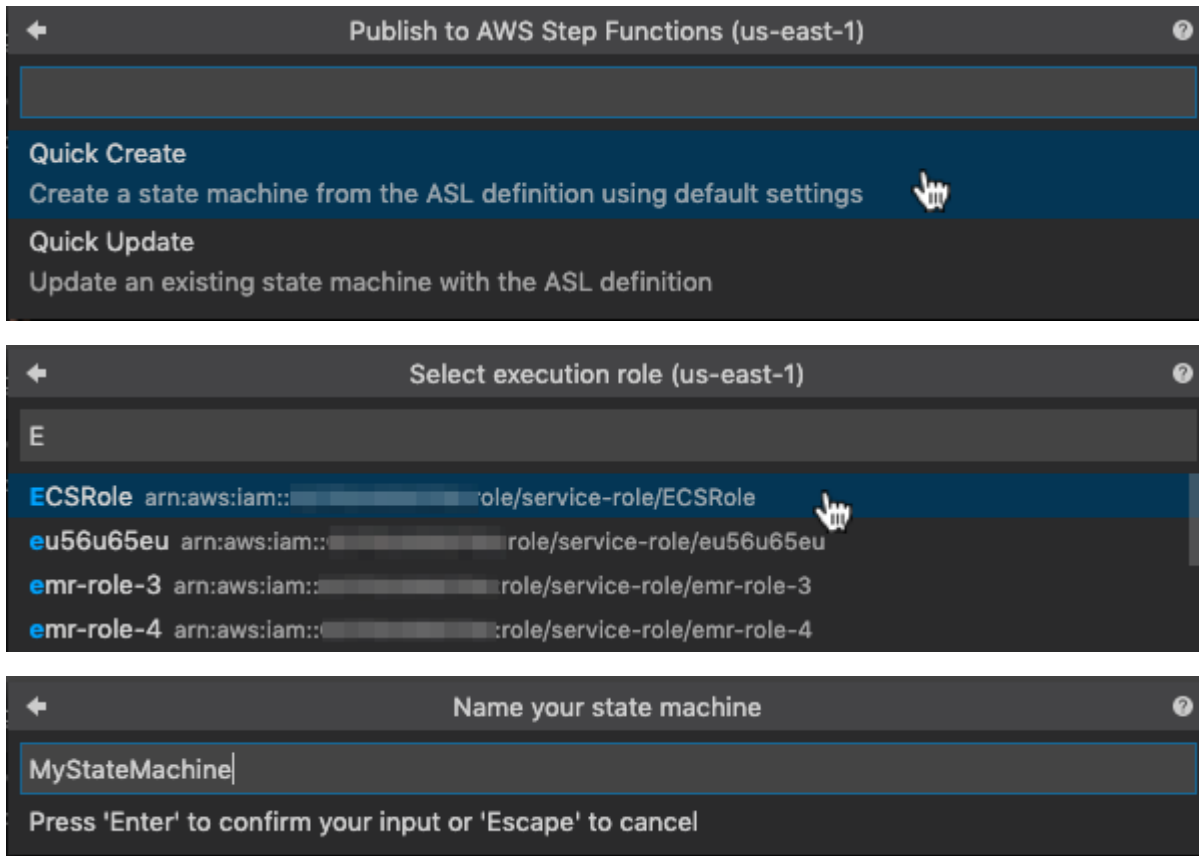 Publish to AWS Step Functions (us-east-1)
Quick Create
Create a state machine from the ASL definition using default settings
Quick Update
Update an existing state machine with the ASL definition
Select execution role (us-east-1)
E
ECSRole arn:aws:iam:: role/service-role/ECSRole
eu56u65eu arn:aws:iam:: role/service-role/eu56u65eu
emr-role-3 arn:aws:iam:: :role/service-role/emr-role-3
emr-role-4 arn:aws:iam:: :role/service-role/emr-role-4
Name your state machine
MyStateMachine
Press 'Enter' to confirm your input or 'Escape' to cancel